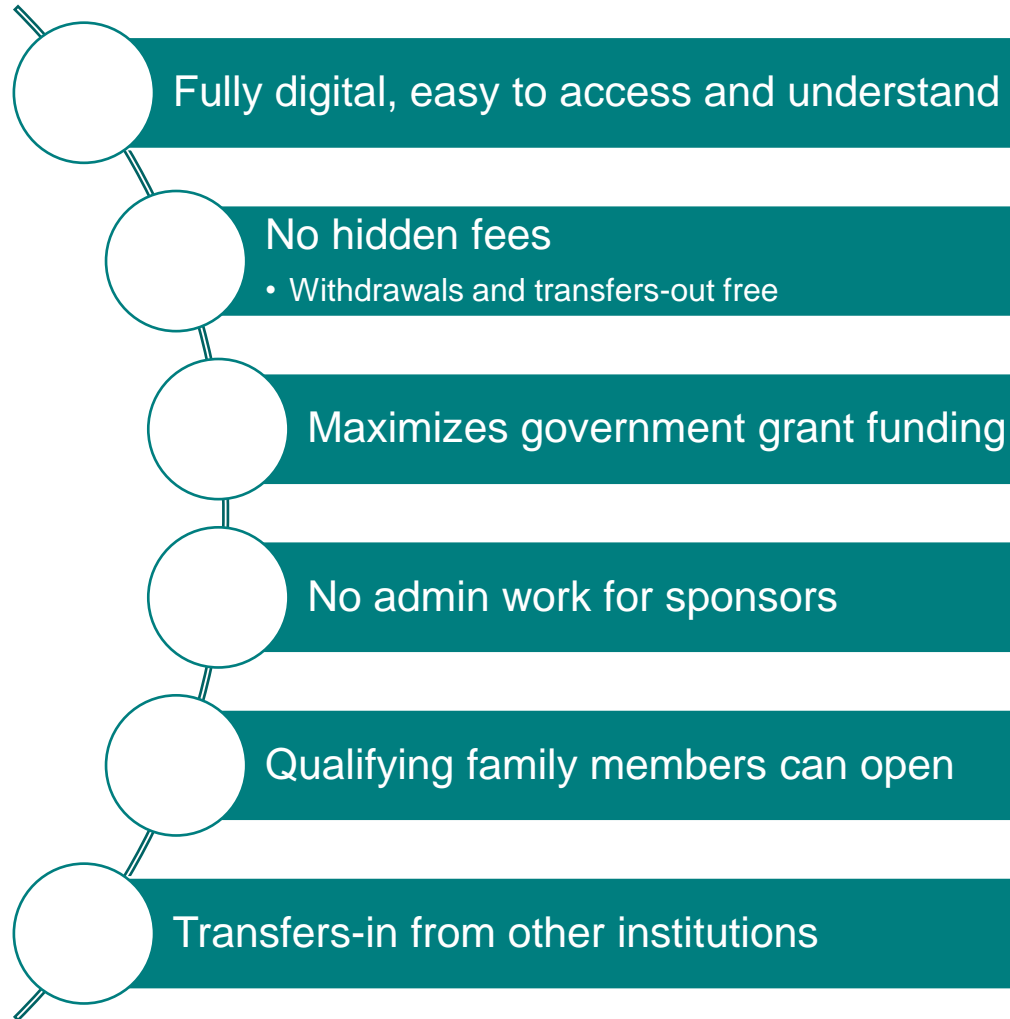 Fully digital, easy to access and understand
No hidden fees
• Withdrawals and transfers-out free
Maximizes government grant funding
No admin work for sponsors
Qualifying family members can open
Transfers-in from other institutions